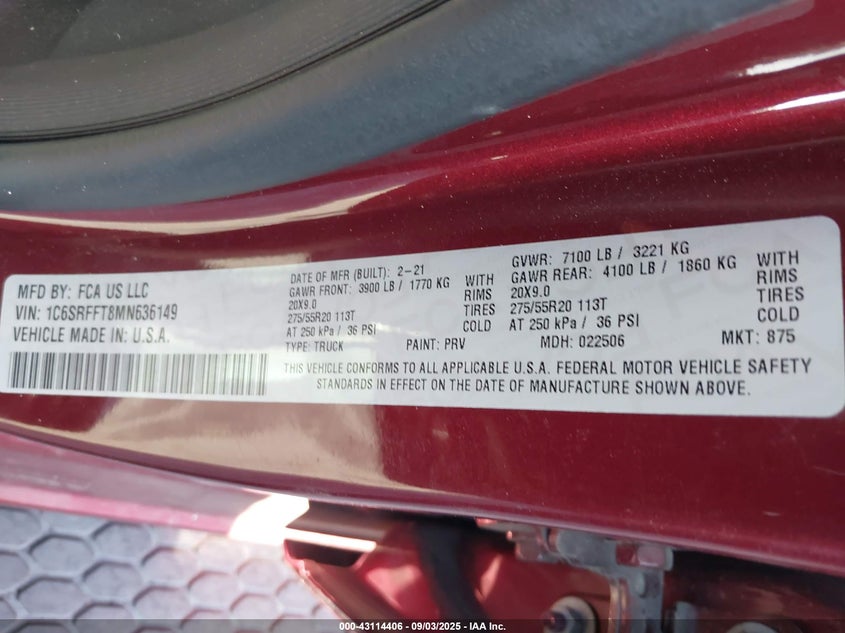 MFD BY: FCA US LLC
VIN: 1C6SRFFT8MN636149
VEHICLE MADE IN: U.S.A.
DATE OF MFR (BUILT): 2-21
GAWR FRONT: 3900 LB / 1770 KG WITH
20X9.0 RIMS
275/55R20 113T TIRES
AT 250 kPa / 36 PSI COLD
GVWR: 7100 LB / 3221 KG
GAWR REAR: 4100 LB / 1860 KG WITH
20X9.0 RIMS
275/55R20 113T TIRES
AT 250 kPa / 36 PSI COLD
TYPE: TRUCK PAINT: PRV MDH: 022506 MKT: 875
THIS VEHICLE CONFORMS TO ALL APPLICABLE U.S.A. FEDERAL MOTOR VEHICLE SAFETY
STANDARDS IN EFFECT ON THE DATE OF MANUFACTURE SHOWN ABOVE.
000-43114406 - 09/03/2025 - IAA Inc.